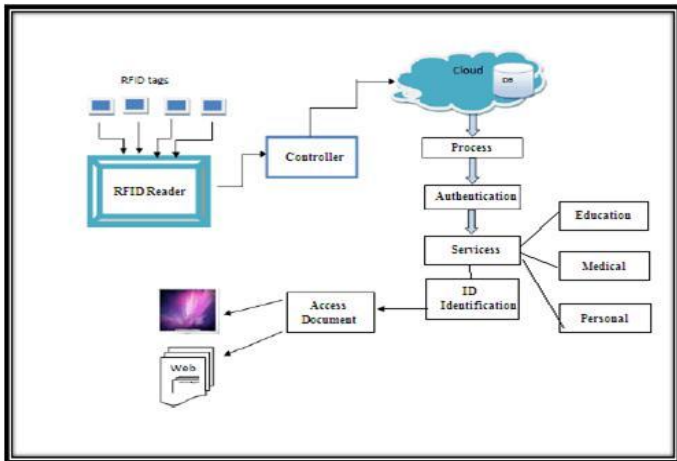 RFID tags
Cloud
DB
Process
Controller
RFID Reader
Authentication
Education
Servicess
Medical
ID
Identification
Access
Document
Personal
Web